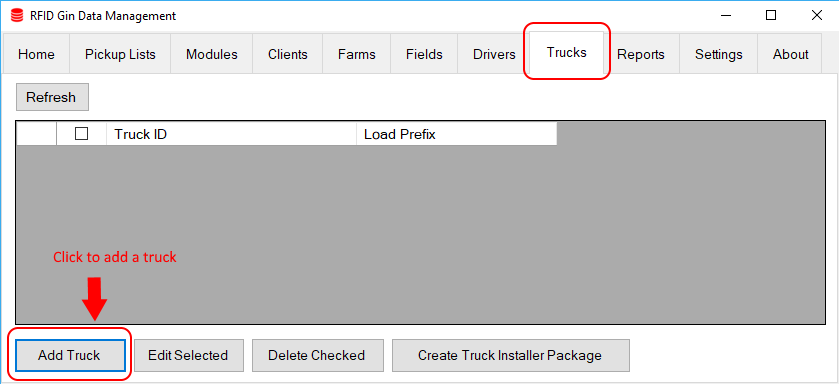 RFID Gin Data Management
Home Pickup Lists Modules Clients Farms Fields Drivers Trucks Reports Settings About
Refresh
Truck ID Load Prefix
Click to add a truck
Add Truck Edit Selected Delete Checked Create Truck Installer Package